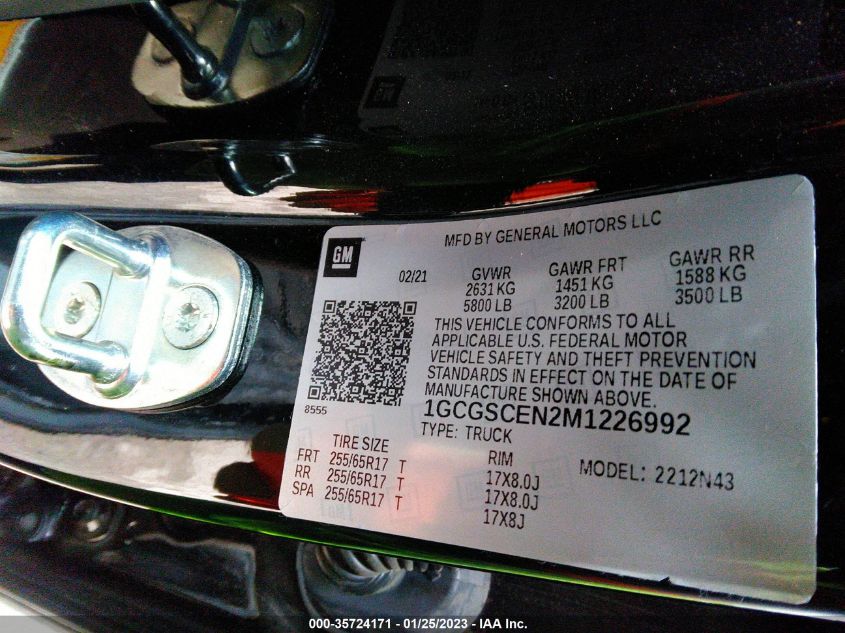 MFD BY GENERAL MOTORS LLC
GM
02/21 GVWR GAWR FRT GAWR RR
2631 KG 1451 KG 1588 KG
5800 LB 3200 LB 3500 LB
THIS VEHICLE CONFORMS TO ALL
APPLICABLE U.S. FEDERAL MOTOR
VEHICLE SAFETY AND THEFT PREVENTION
STANDARDS IN EFFECT ON THE DATE OF
MANUFACTURE SHOWN ABOVE.
8555
1GCGSCEN2M1226992
TYPE: TRUCK
TIRE SIZE RIM MODEL: 2212N43
FRT 255/65R17 T 17X8.0J
RR 255/65R17 T 17X8.0J
SPA 255/65R17 T 17X8J
000-35724171 - 01/25/2023 - IAA Inc.